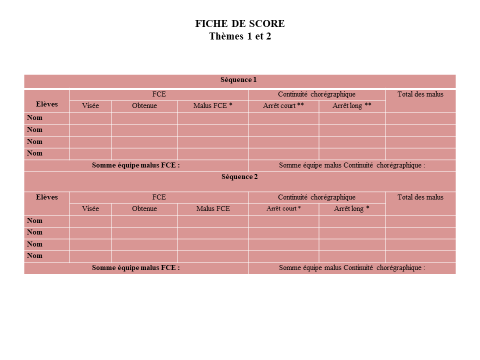 FICHE DE SCORE
Thèmes 1 et 2
Séquence 1
Elèves FCE Continuité chorégraphique Total des malus
Visée Obtenue Malus FCE * Arrêt court ** Arrêt long **
Nom
Nom
Nom
Nom
Somme équipe malus FCE : Somme équipe malus Continuité chorégraphique :
Séquence 2
Elèves FCE Continuité chorégraphique Total des malus
Visée Obtenue Malus FCE Arrêt court * Arrêt long *
Nom
Nom
Nom
Nom
Somme équipe malus FCE : Somme équipe malus Continuité chorégraphique :